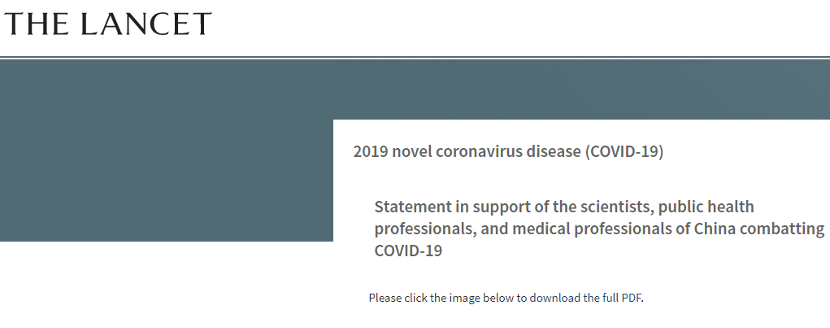 THE LANCET
2019 novel coronavirus disease (COVID-19)
Statement in support of the scientists, public health
professionals, and medical professionals of China combatting
COVID-19
Please click the image below to download the full PDF.